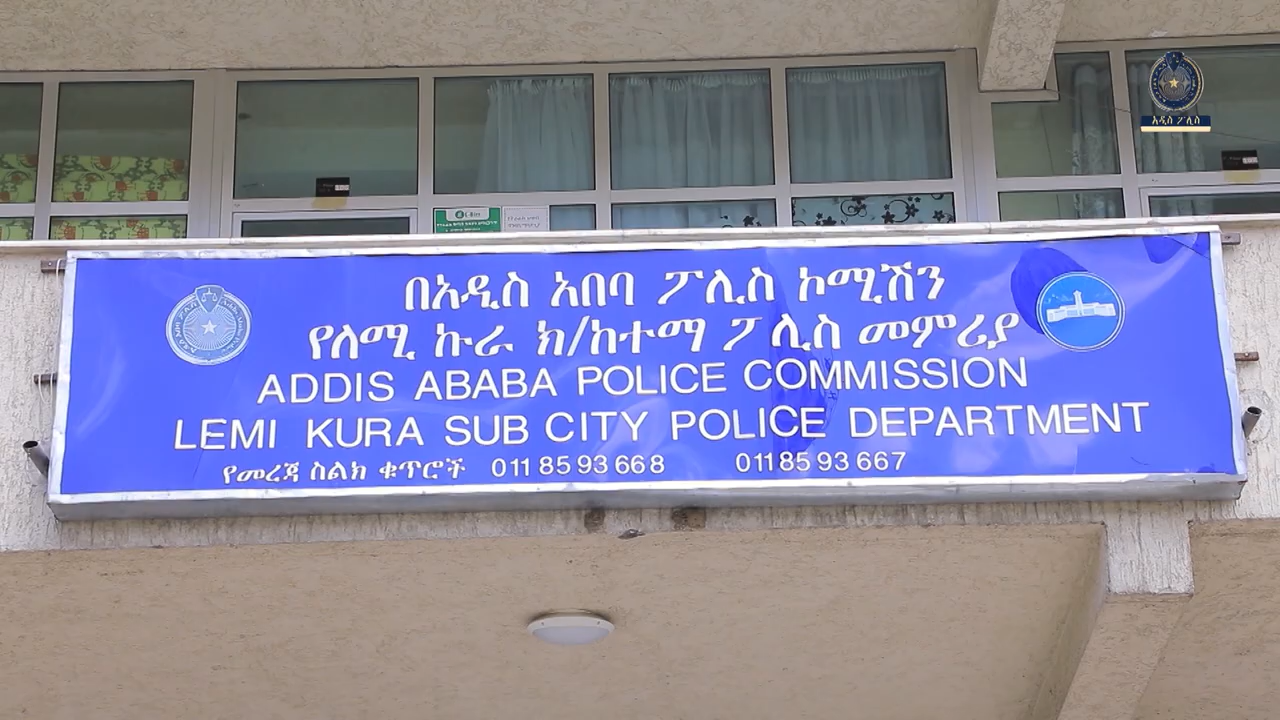 አዲስ ፖሊስ
በአዲስ አበባ ፖሊስ ኮሚሽን
የለሚ ኩራ ክ/ከተማ ፖሊስ መምሪያ
ADDIS ABABA POLICE COMMISSION
LEMI KURA SUB CITY POLICE DEPARTMENT
የመረጃ ስልክ ቁጥሮች 011 85 93 668 011 85 93 667